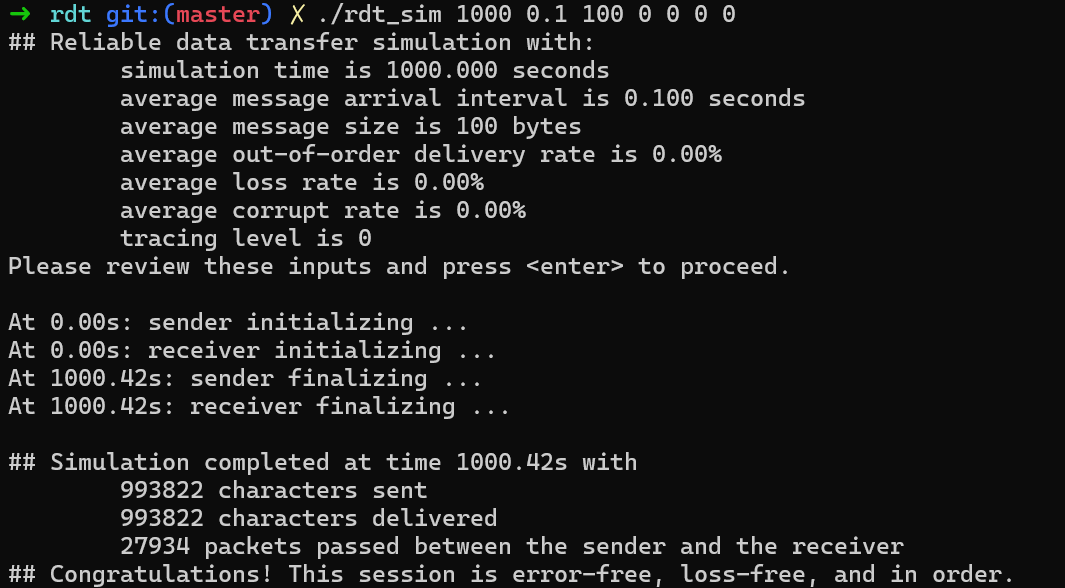 ➜ rdt git:(master) ✗ ./rdt_sim 1000 0.1 100 0 0 0 0
## Reliable data transfer simulation with:
simulation time is 1000.000 seconds
average message arrival interval is 0.100 seconds
average message size is 100 bytes
average out-of-order delivery rate is 0.00%
average loss rate is 0.00%
average corrupt rate is 0.00%
tracing level is 0
Please review these inputs and press <enter> to proceed.
At 0.00s: sender initializing ...
At 0.00s: receiver initializing ...
At 1000.42s: sender finalizing ...
At 1000.42s: receiver finalizing ...
## Simulation completed at time 1000.42s with
993822 characters sent
993822 characters delivered
27934 packets passed between the sender and the receiver
## Congratulations! This session is error-free, loss-free, and in order.